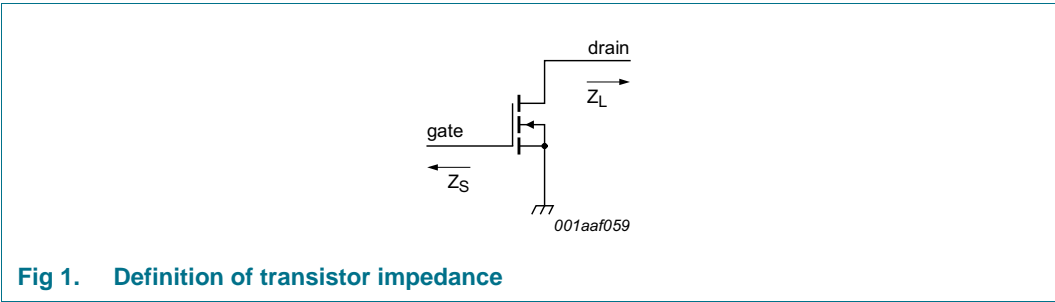 drain
Z_L
gate
Z_S
001aaf059
Fig 1. Definition of transistor impedance